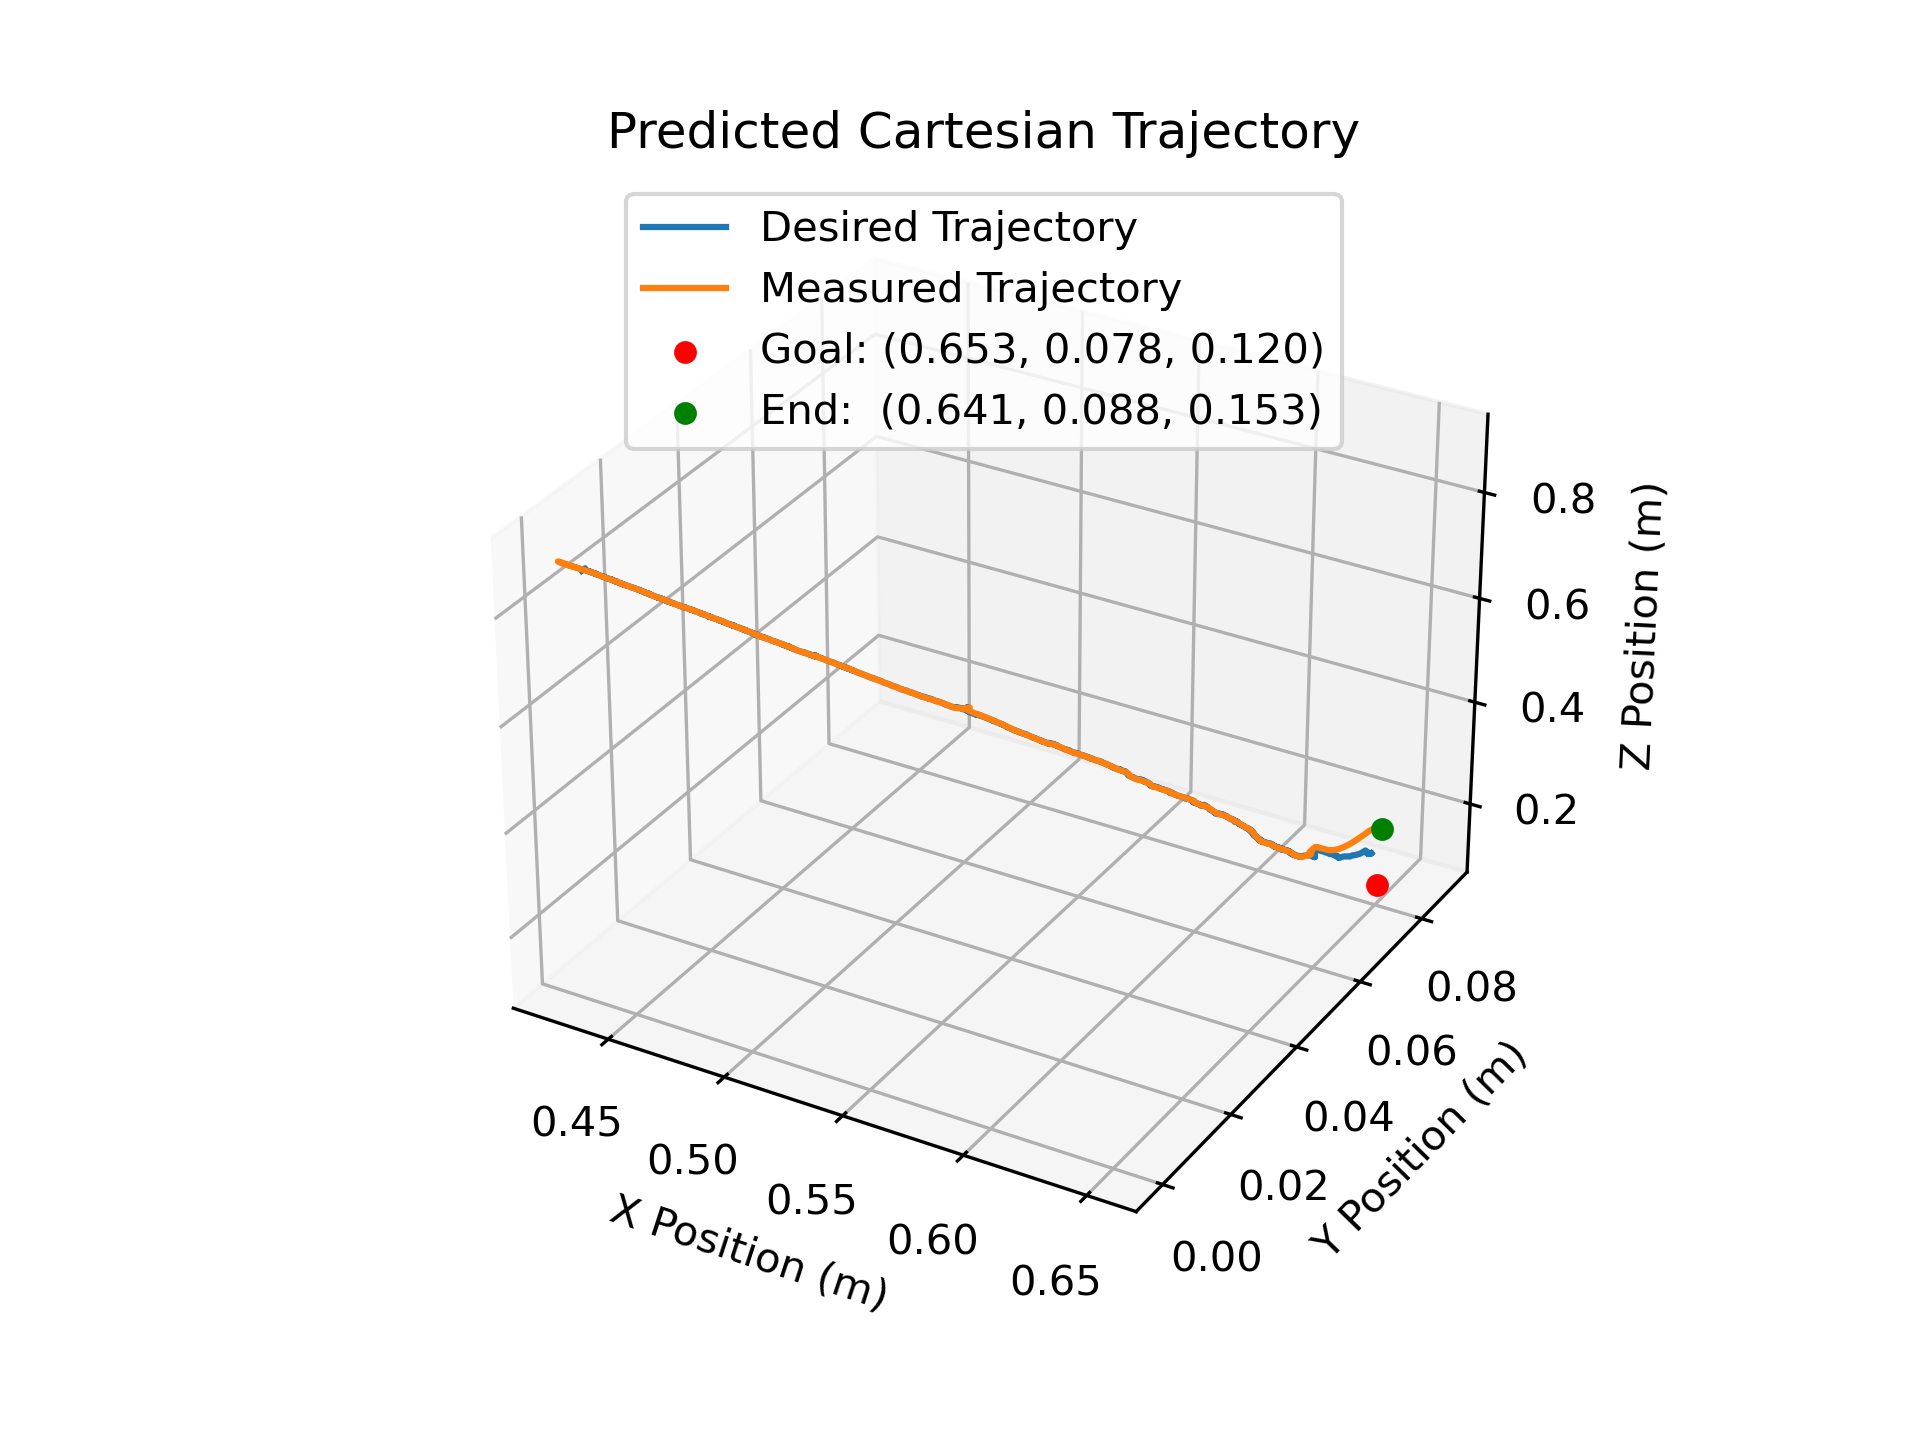 Predicted Cartesian Trajectory
Desired Trajectory
Measured Trajectory
Goal: (0.653, 0.078, 0.120)
End:  (0.641, 0.088, 0.153)
0.8
0.6
0.4
0.2
Z Position (m)
0.08
0.06
0.04
0.02
0.00
Y Position (m)
0.45
0.50
0.55
0.60
0.65
X Position (m)